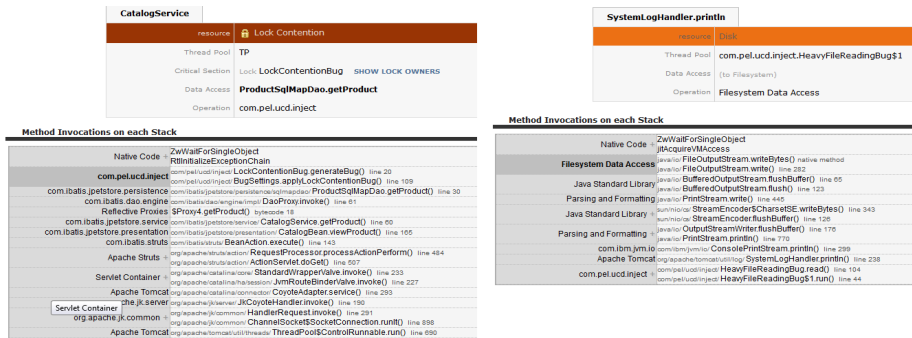 CatalogService
resource Lock Contention
Thread Pool TP
Critical Section Lock LockContentionBug SHOW LOCK OWNERS
Data Access ProductSqlMapDao.getProduct
Operation com.pel.ucd.inject
Method Invocations on each Stack
Native Code + ZwWaitForSingleObject
RtlInitializeExceptionChain
com.pel.ucd.inject com/pel/ucd/inject/ LockContentionBug.generateBug() line 20
com/pel/ucd/inject/ BugSettings.applyLockContentionBug() line 109
com.ibatis.jpetstore.persistence com/ibatis/jpetstore/persistence/sqlmapdao/ ProductSqlMapDao.getProduct() line 30
com.ibatis.dao.engine com/ibatis/dao/engine/impl/ DaoProxy.invoke() line 61
Reflective Proxies $Proxy4.getProduct() bytecode 18
com.ibatis.jpetstore.service com/ibatis/jpetstore/service/ CatalogService.getProduct() line 60
com.ibatis.jpetstore.presentation com/ibatis/jpetstore/presentation/ CatalogBean.viewProduct() line 165
com.ibatis.struts com/ibatis/struts/ BeanAction.execute() line 143
Apache Struts + org/apache/struts/action/ RequestProcessor.processActionPerform() line 484
org/apache/struts/action/ ActionServlet.doGet() line 507
Servlet Container + org/apache/catalina/core/ StandardWrapperValve.invoke() line 233
org/apache/catalina/ha/session/ JvmRouteBinderValve.invoke() line 227
Apache Tomcat org/apache/catalina/connector/ CoyoteAdapter.service() line 293
Servlet Container
che.jk.server org/apache/jk/server/ JkCoyoteHandler.invoke() line 190
org.apache.jk.common + org/apache/jk/common/ HandlerRequest.invoke() line 291
org/apache/jk/common/ ChannelSocket$SocketConnection.runIt() line 898
Apache Tomcat org/apache/tomcat/util/threads/ ThreadPool$ControlRunnable.run() line 690
SystemLogHandler.println
resource Disk
Thread Pool com.pel.ucd.inject.HeavyFileReadingBug$1
Data Access (to Filesystem)
Operation Filesystem Data Access
Method Invocations on each Stack
Native Code + ZwWaitForSingleObject
jitAcquireVMAccess
Filesystem Data Access java/io/ FileOutputStream.writeBytes() native method
java/io/ FileOutputStream.write() line 282
Java Standard Library java/io/ BufferedOutputStream.flushBuffer() line 65
java/io/ BufferedOutputStream.flush() line 123
Parsing and Formatting java/io/ PrintStream.write() line 446
Java Standard Library + sun/nio/cs/ StreamEncoder$CharsetSE.writeBytes() line 343
sun/nio/cs/ StreamEncoder.flushBuffer() line 126
Parsing and Formatting + java/io/ OutputStreamWriter.flushBuffer() line 176
java/io/ PrintStream.println() line 770
com.ibm.jvm.io com/ibm/jvm/io/ ConsolePrintStream.println() line 299
Apache Tomcat org/apache/tomcat/util/log/ SystemLogHandler.println() line 238
com.pel.ucd.inject + com/pel/ucd/inject/ HeavyFileReadingBug.read() line 104
com/pel/ucd/inject/ HeavyFileReadingBug$1.run() line 44